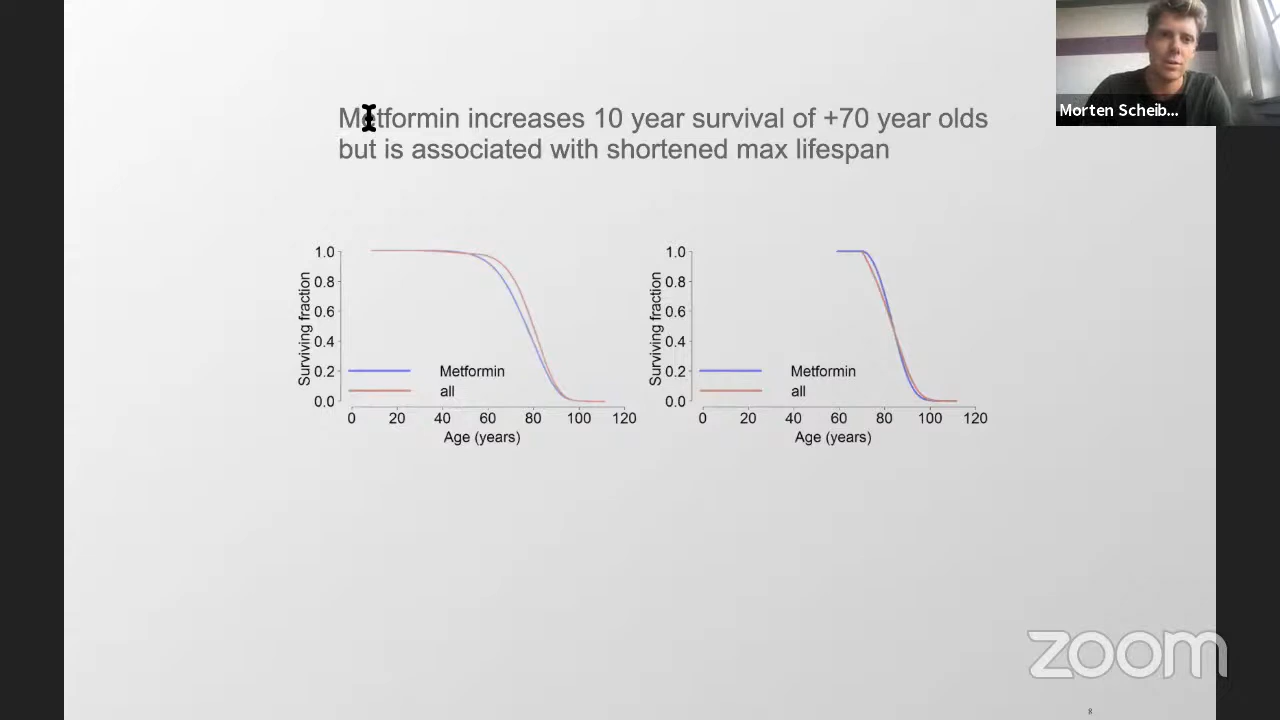 Morten Scheib...
Metformin increases 10 year survival of +70 year olds
but is associated with shortened max lifespan
1.0
0.8
0.6
0.4
0.2
0.0
Surviving fraction
Metformin
all
0 20 40 60 80 100 120
Age (years)
1.0
0.8
0.6
0.4
0.2
0.0
Surviving fraction
Metformin
all
0 20 40 60 80 100 120
Age (years)
zoom
8